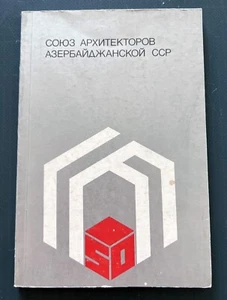 СОЮЗ АРХИТЕКТОРОВ
АЗЕРБАЙДЖАНСКОЙ ССР
50